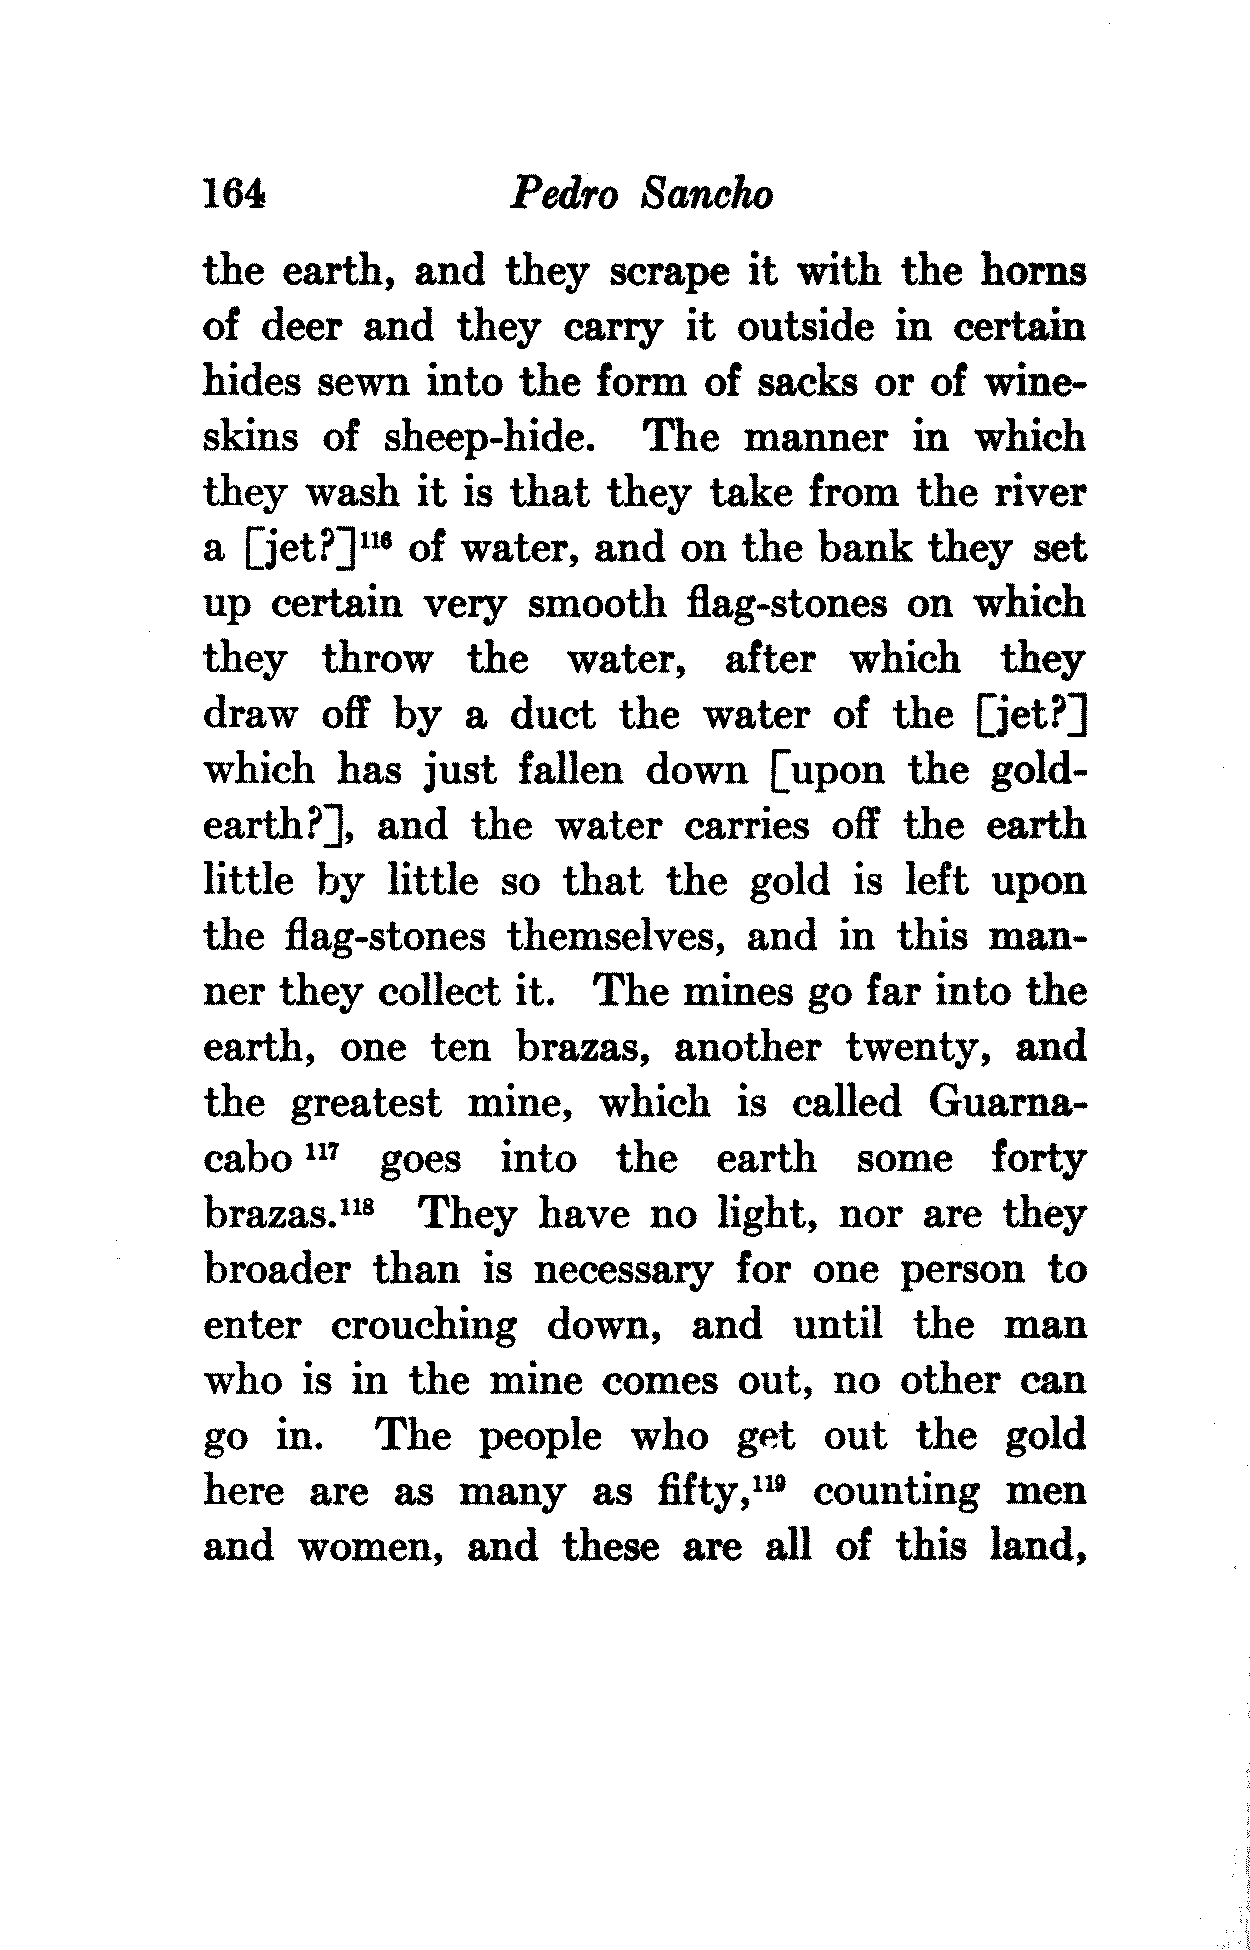 164 Pedro Sancho
the earth, and they scrape it with the horns
of deer and they carry it outside in certain
hides sewn into the form of sacks or of wine-
skins of sheep-hide. The manner in which
they wash it is that they take from the river
a [jet?]¹¹⁶ of water, and on the bank they set
up certain very smooth flag-stones on which
they throw the water, after which they
draw off by a duct the water of the [jet?]
which has just fallen down [upon the gold-
earth?], and the water carries off the earth
little by little so that the gold is left upon
the flag-stones themselves, and in this man-
ner they collect it. The mines go far into the
earth, one ten brazas, another twenty, and
the greatest mine, which is called Guarna-
cabo ¹¹⁷ goes into the earth some forty
brazas.¹¹⁸ They have no light, nor are they
broader than is necessary for one person to
enter crouching down, and until the man
who is in the mine comes out, no other can
go in. The people who get out the gold
here are as many as fifty,¹¹⁹ counting men
and women, and these are all of this land,